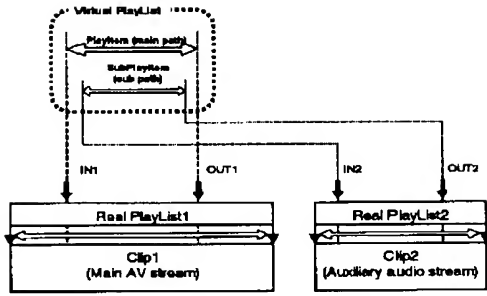 Virtual PlayList
PlayItem (main path)
SubPlayItem
(sub path)
IN1
OUT1
IN2
OUT2
Real PlayList1
Real PlayList2
Clip1
(Main AV stream)
Clip2
(Auxiliary audio stream)